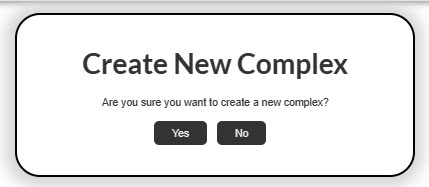 Create New Complex
Are you sure you want to create a new complex?
Yes No